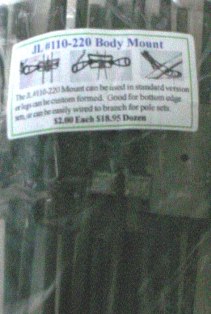 JL #110-220 Body Mount
The JL #110-220 Mount can be used in standard version
or legs can be custom formed. Good for bottom edge
sets, or can be easily wired to branch for pole sets.
$2.00 Each $18.95 Dozen